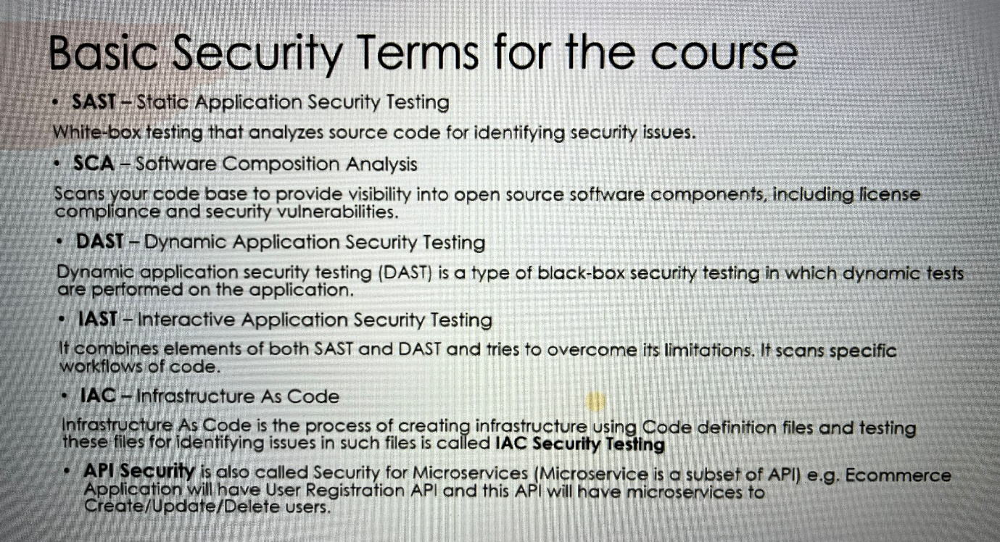 Basic Security Terms for the course
• SAST – Static Application Security Testing
White-box testing that analyzes source code for identifying security issues.
• SCA – Software Composition Analysis
Scans your code base to provide visibility into open source software components, including license
compliance and security vulnerabilities.
• DAST – Dynamic Application Security Testing
Dynamic application security testing (DAST) is a type of black-box security testing in which dynamic tests
are performed on the application.
• IAST – Interactive Application Security Testing
It combines elements of both SAST and DAST and tries to overcome its limitations. It scans specific
workflows of code.
• IAC – Infrastructure As Code
Infrastructure As Code is the process of creating infrastructure using Code definition files and testing
these files for identifying issues in such files is called IAC Security Testing
• API Security is also called Security for Microservices (Microservice is a subset of API) e.g. Ecommerce
Application will have User Registration API and this API will have microservices to
Create/Update/Delete users.